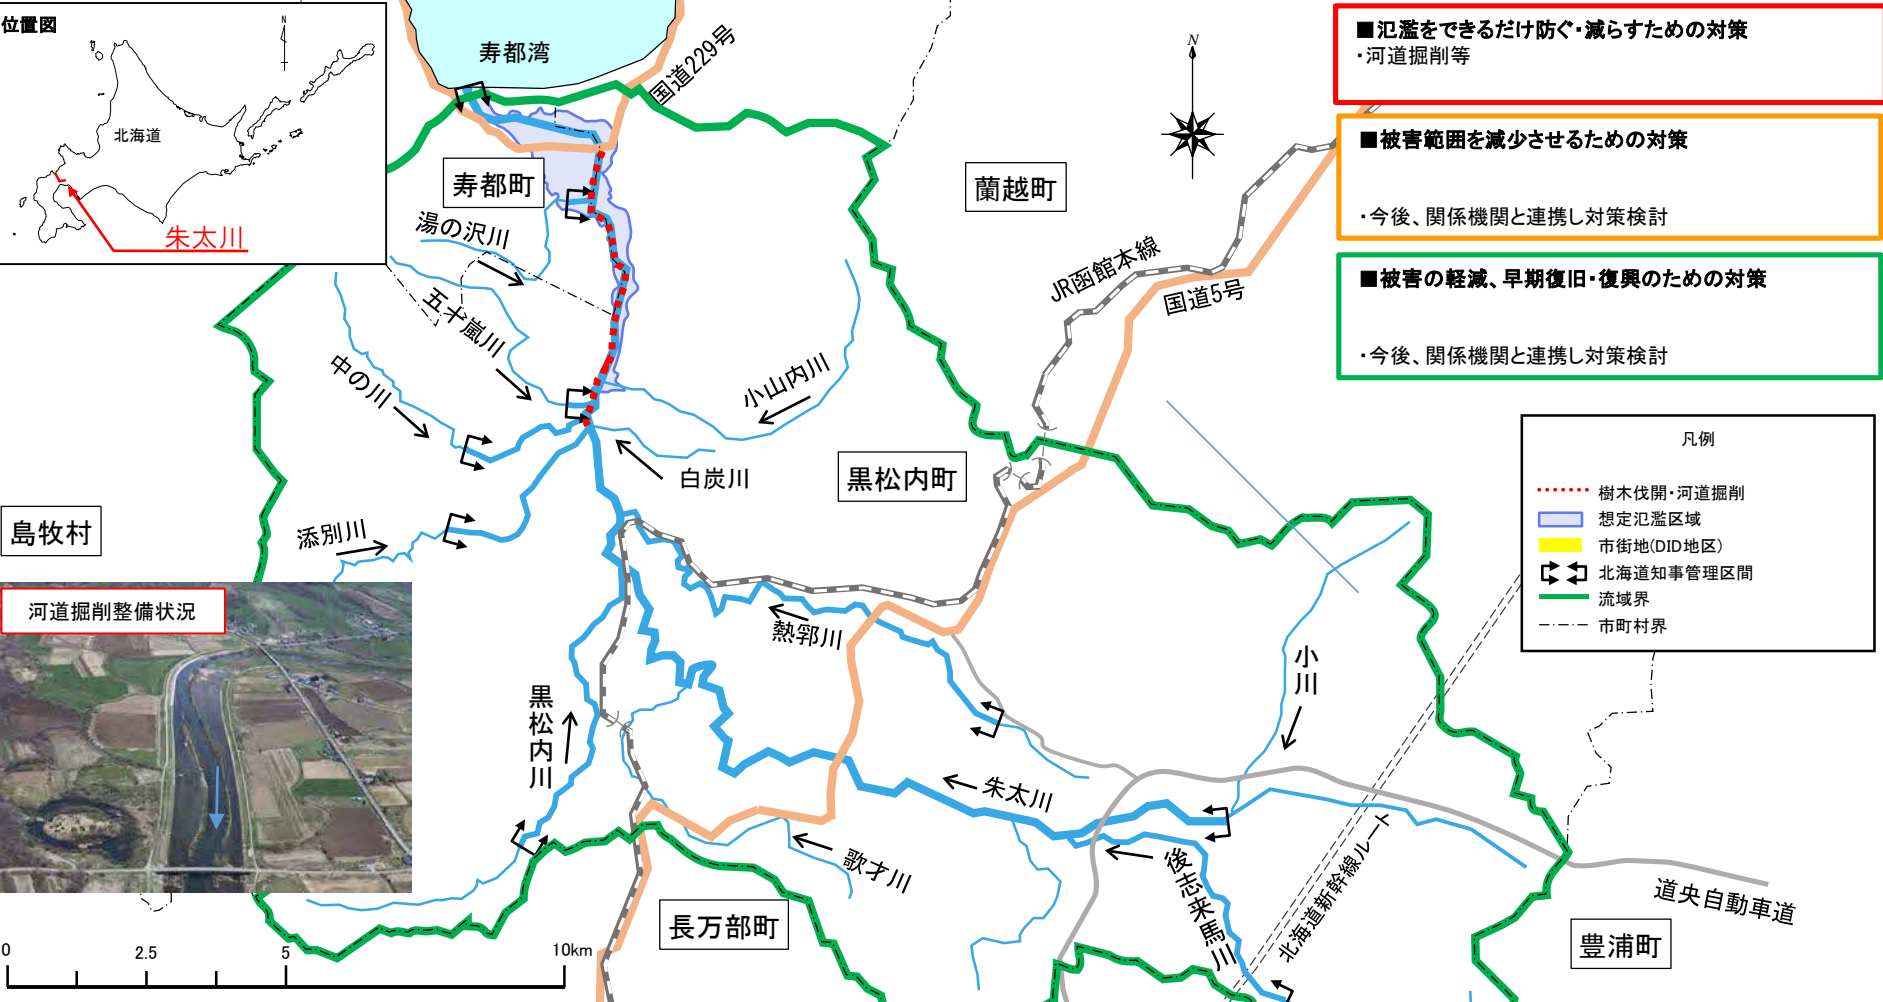 位置図
N
北海道
朱太川
寿都湾
国道229号
N
■氾濫をできるだけ防ぐ・減らすための対策
・河道掘削等
■被害範囲を減少させるための対策
・今後、関係機関と連携し対策検討
■被害の軽減、早期復旧・復興のための対策
・今後、関係機関と連携し対策検討
寿都町
蘭越町
湯の沢川
五十嵐川
中の川
小山内川
JR函館本線
国道5号
白炭川
黒松内町
島牧村
添別川
凡例
樹木伐開・河道掘削
想定氾濫区域
市街地(DID地区)
北海道知事管理区間
流域界
市町村界
河道掘削整備状況
熱郛川
小川
黒松内川
朱太川
歌才川
後志来馬川
北海道新幹線ルート
道央自動車道
長万部町
豊浦町
0
2.5
5
10km